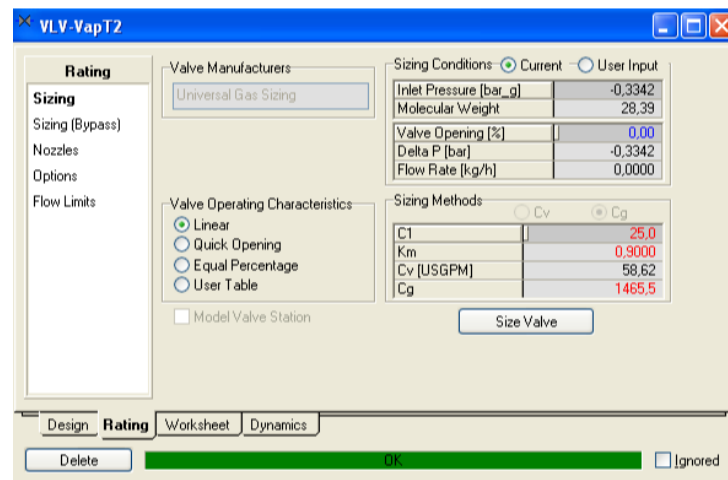 VLV-VapT2
Rating
Sizing
Sizing (Bypass)
Nozzles
Options
Flow Limits
Valve Manufacturers
Universal Gas Sizing
Valve Operating Characteristics
Linear
Quick Opening
Equal Percentage
User Table
Model Valve Station
Sizing Conditions Current User Input
Inlet Pressure [bar_g] -0,3342
Molecular Weight 28,39
Valve Opening [%] 0,00
Delta P [bar] -0,3342
Flow Rate [kg/h] 0,0000
Sizing Methods Cv Cg
C1 25,0
Km 0,9000
Cv [USGPM] 58,62
Cg 1465,5
Size Valve
Design Rating Worksheet Dynamics
Delete OK Ignored